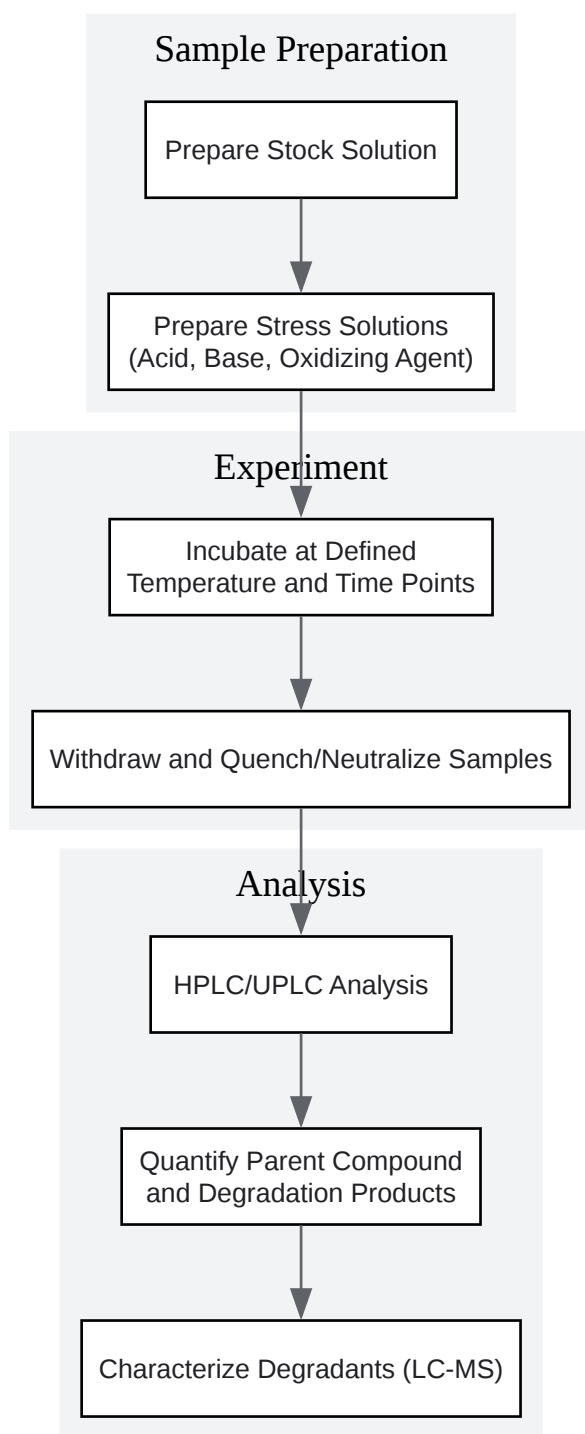 Sample Preparation
Prepare Stock Solution
Prepare Stress Solutions
(Acid, Base, Oxidizing Agent)
Experiment
Incubate at Defined
Temperature and Time Points
Withdraw and Quench/Neutralize Samples
Analysis
HPLC/UPLC Analysis
Quantify Parent Compound
and Degradation Products
Characterize Degradants (LC-MS)